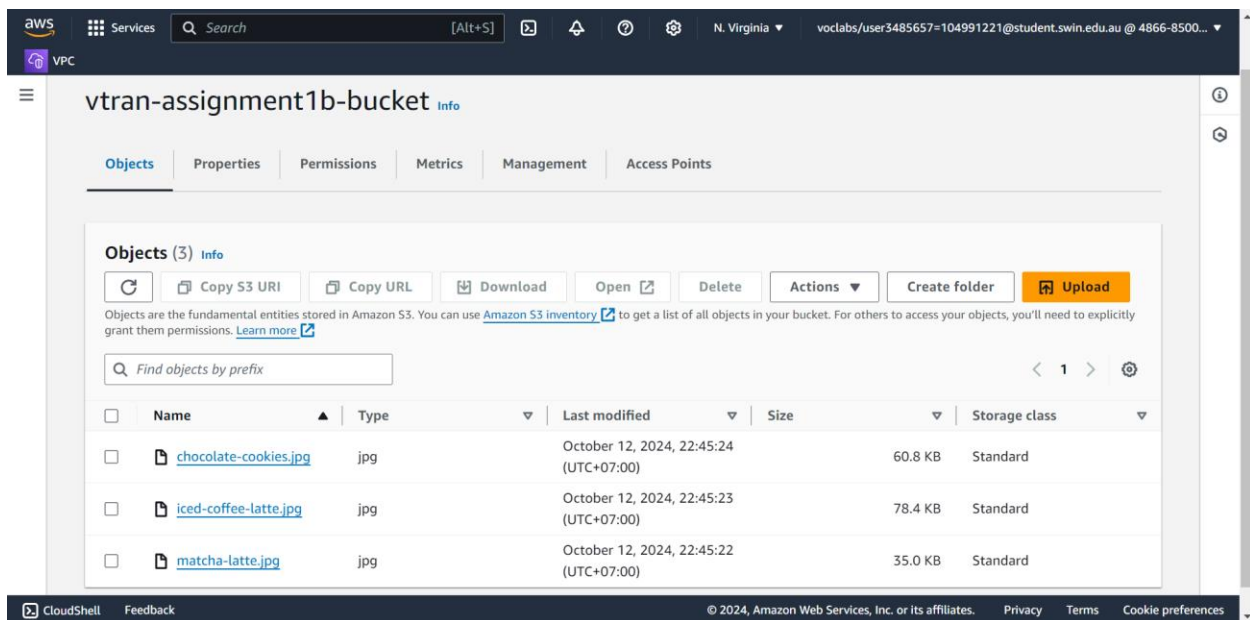 aws Services Search [Alt+S] N. Virginia ▼ voclabs/user3485657=104991221@student.swin.edu.au @ 4866-8500... ▼
VPC
vtran-assignment1b-bucket Info
Objects Properties Permissions Metrics Management Access Points
Objects (3) Info
Copy S3 URI Copy URL Download Open Delete Actions ▼ Create folder Upload
Objects are the fundamental entities stored in Amazon S3. You can use Amazon S3 inventory to get a list of all objects in your bucket. For others to access your objects, you'll need to explicitly
grant them permissions. Learn more
Find objects by prefix < 1 >
Name ▲ Type Last modified Size Storage class
chocolate-cookies.jpg jpg October 12, 2024, 22:45:24 (UTC+07:00) 60.8 KB Standard
iced-coffee-latte.jpg jpg October 12, 2024, 22:45:23 (UTC+07:00) 78.4 KB Standard
matcha-latte.jpg jpg October 12, 2024, 22:45:22 (UTC+07:00) 35.0 KB Standard
CloudShell Feedback © 2024, Amazon Web Services, Inc. or its affiliates. Privacy Terms Cookie preferences